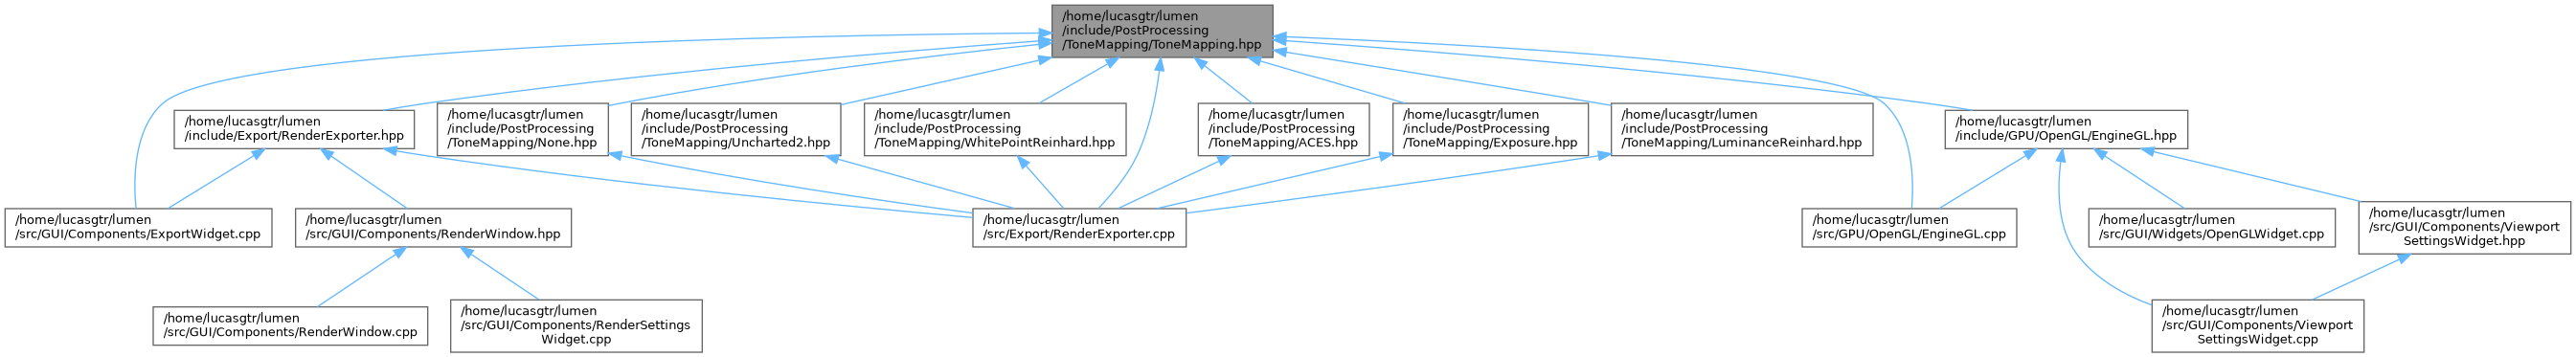 /home/lucasgtr/lumen
/include/PostProcessing
/ToneMapping/ToneMapping.hpp
/home/lucasgtr/lumen
/include/Export/RenderExporter.hpp
/home/lucasgtr/lumen
/include/PostProcessing
/ToneMapping/None.hpp
/home/lucasgtr/lumen
/include/PostProcessing
/ToneMapping/Uncharted2.hpp
/home/lucasgtr/lumen
/include/PostProcessing
/ToneMapping/WhitePointReinhard.hpp
/home/lucasgtr/lumen
/include/PostProcessing
/ToneMapping/ACES.hpp
/home/lucasgtr/lumen
/include/PostProcessing
/ToneMapping/Exposure.hpp
/home/lucasgtr/lumen
/include/PostProcessing
/ToneMapping/LuminanceReinhard.hpp
/home/lucasgtr/lumen
/include/GPU/OpenGL/EngineGL.hpp
/home/lucasgtr/lumen
/src/GUI/Components/ExportWidget.cpp
/home/lucasgtr/lumen
/src/GUI/Components/RenderWindow.hpp
/home/lucasgtr/lumen
/src/Export/RenderExporter.cpp
/home/lucasgtr/lumen
/src/GPU/OpenGL/EngineGL.cpp
/home/lucasgtr/lumen
/src/GUI/Widgets/OpenGLWidget.cpp
/home/lucasgtr/lumen
/src/GUI/Components/Viewport
SettingsWidget.hpp
/home/lucasgtr/lumen
/src/GUI/Components/RenderWindow.cpp
/home/lucasgtr/lumen
/src/GUI/Components/RenderSettings
Widget.cpp
/home/lucasgtr/lumen
/src/GUI/Components/Viewport
SettingsWidget.cpp